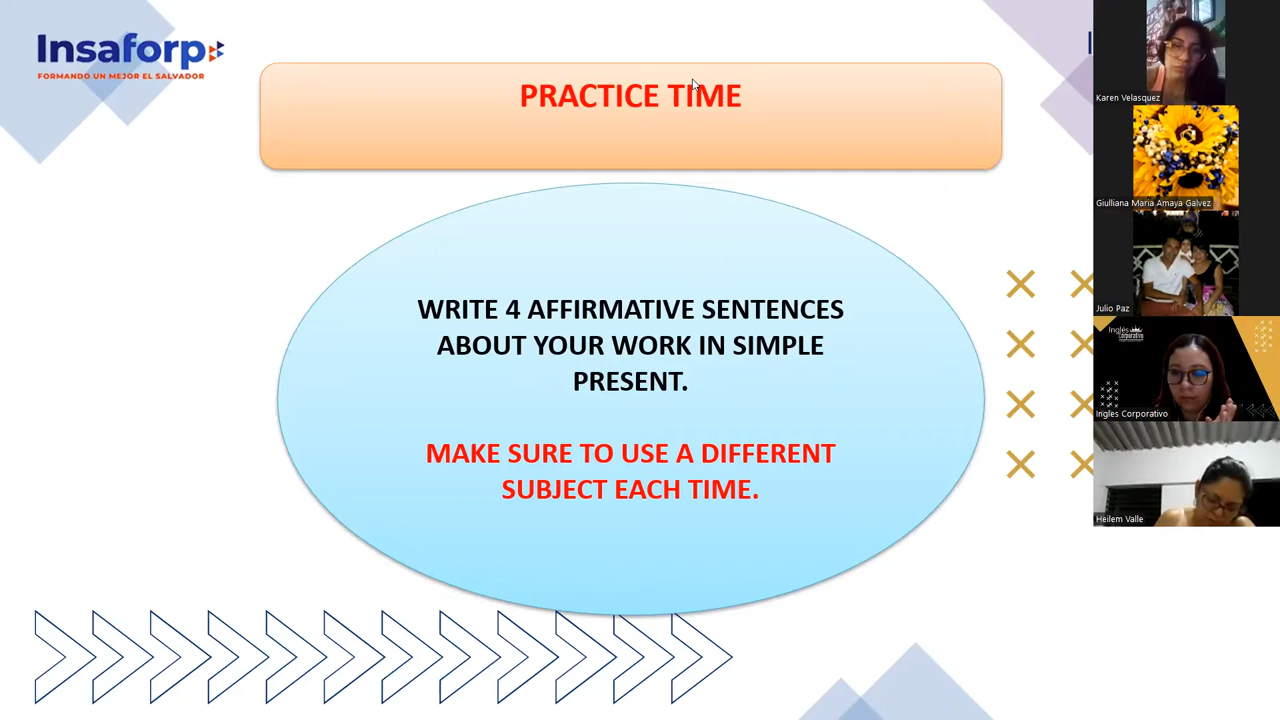 Insaforp
FORMANDO UN MEJOR EL SALVADOR
PRACTICE TIME
WRITE 4 AFFIRMATIVE SENTENCES
ABOUT YOUR WORK IN SIMPLE
PRESENT.
MAKE SURE TO USE A DIFFERENT
SUBJECT EACH TIME.
Karen Velasquez
Giulliana Maria Amaya Galvez
Julio Paz
Inglés
Corporativo
Ingles Corporativo
Heilem Valle